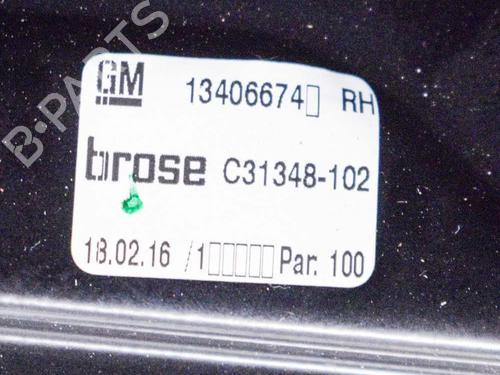 B-PARTS
GM 13406674▯ RH
brose C31348-102
18.02.16 /1▯▯▯▯▯ Par. 100